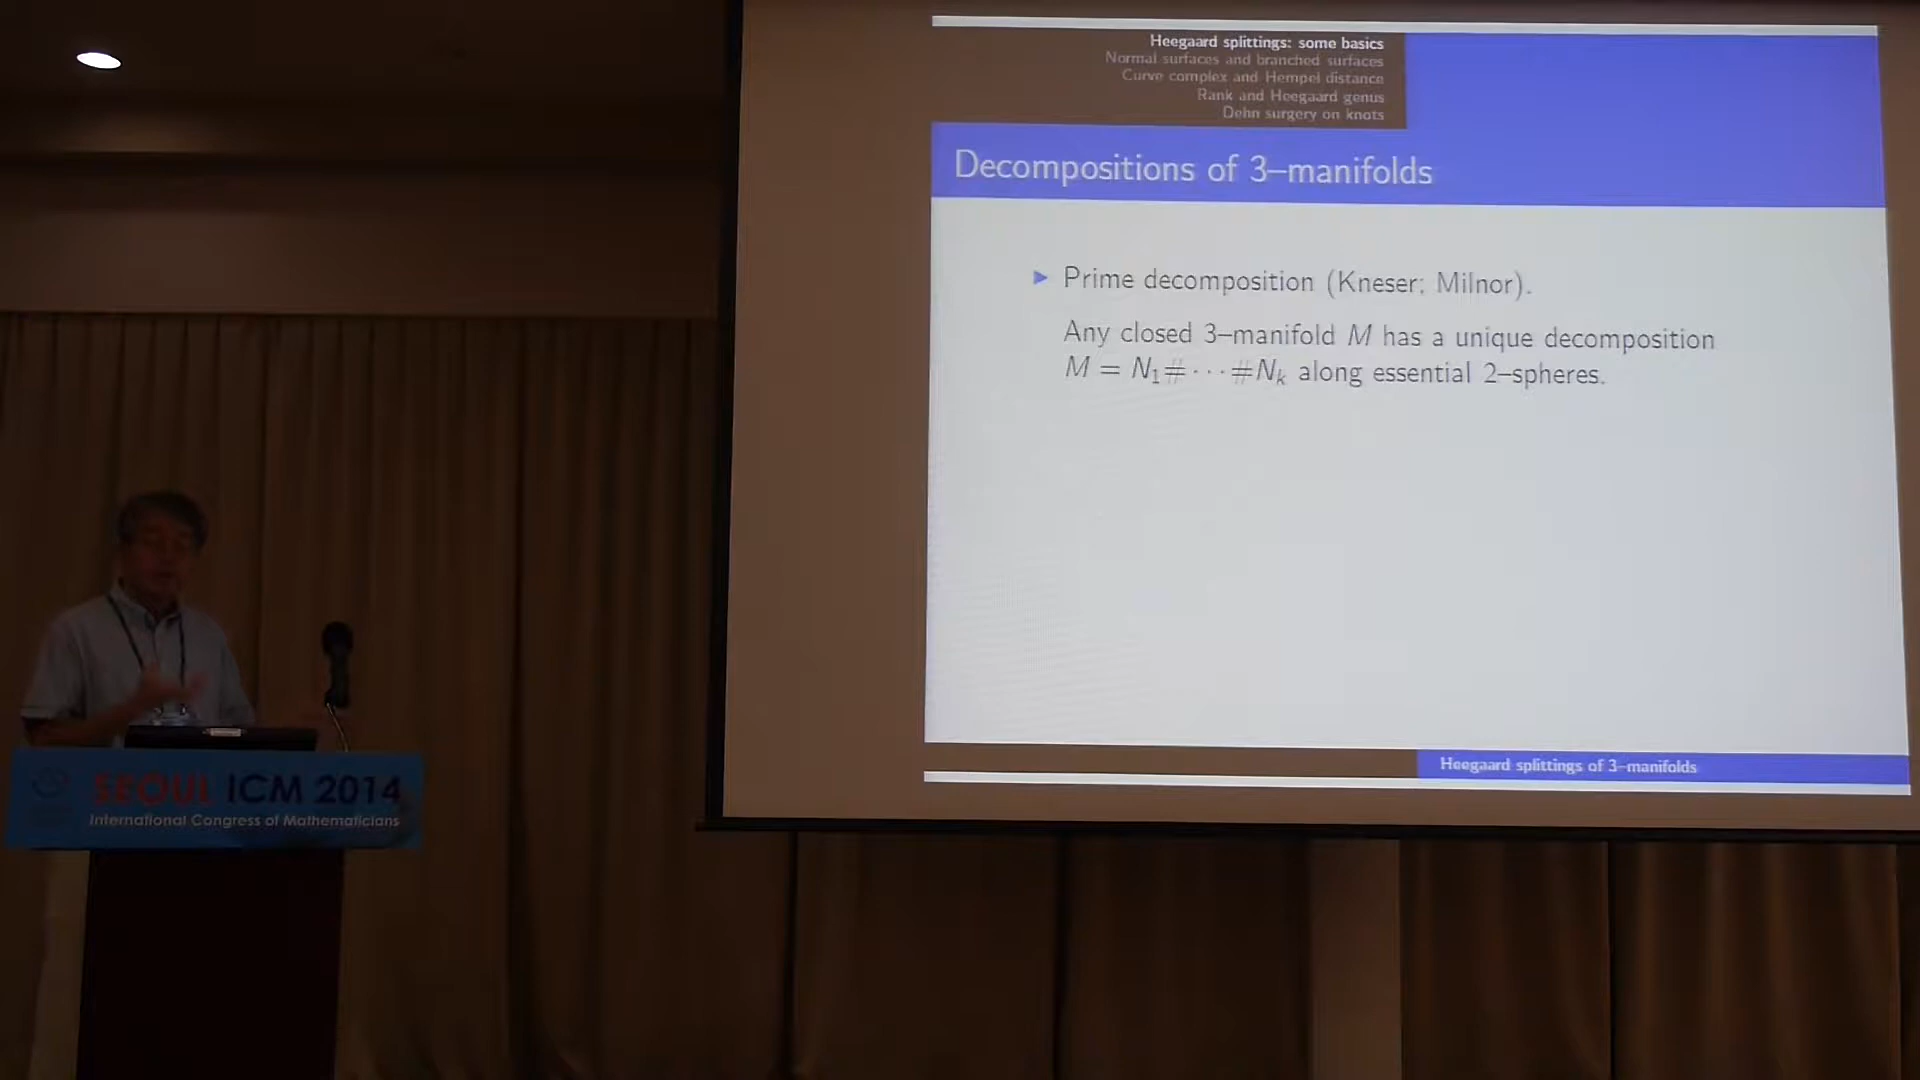 Heegaard splittings: some basics
Normal surfaces and branched surfaces
Curve complex and Hempel distance
Rank and Heegaard genus
Dehn surgery on knots
Decompositions of 3–manifolds
Prime decomposition (Kneser; Milnor).
Any closed 3–manifold M has a unique decomposition
M = N₁# · · · #Nₖ along essential 2–spheres.
Heegaard splittings of 3–manifolds
SEOUL ICM 2014
International Congress of Mathematicians